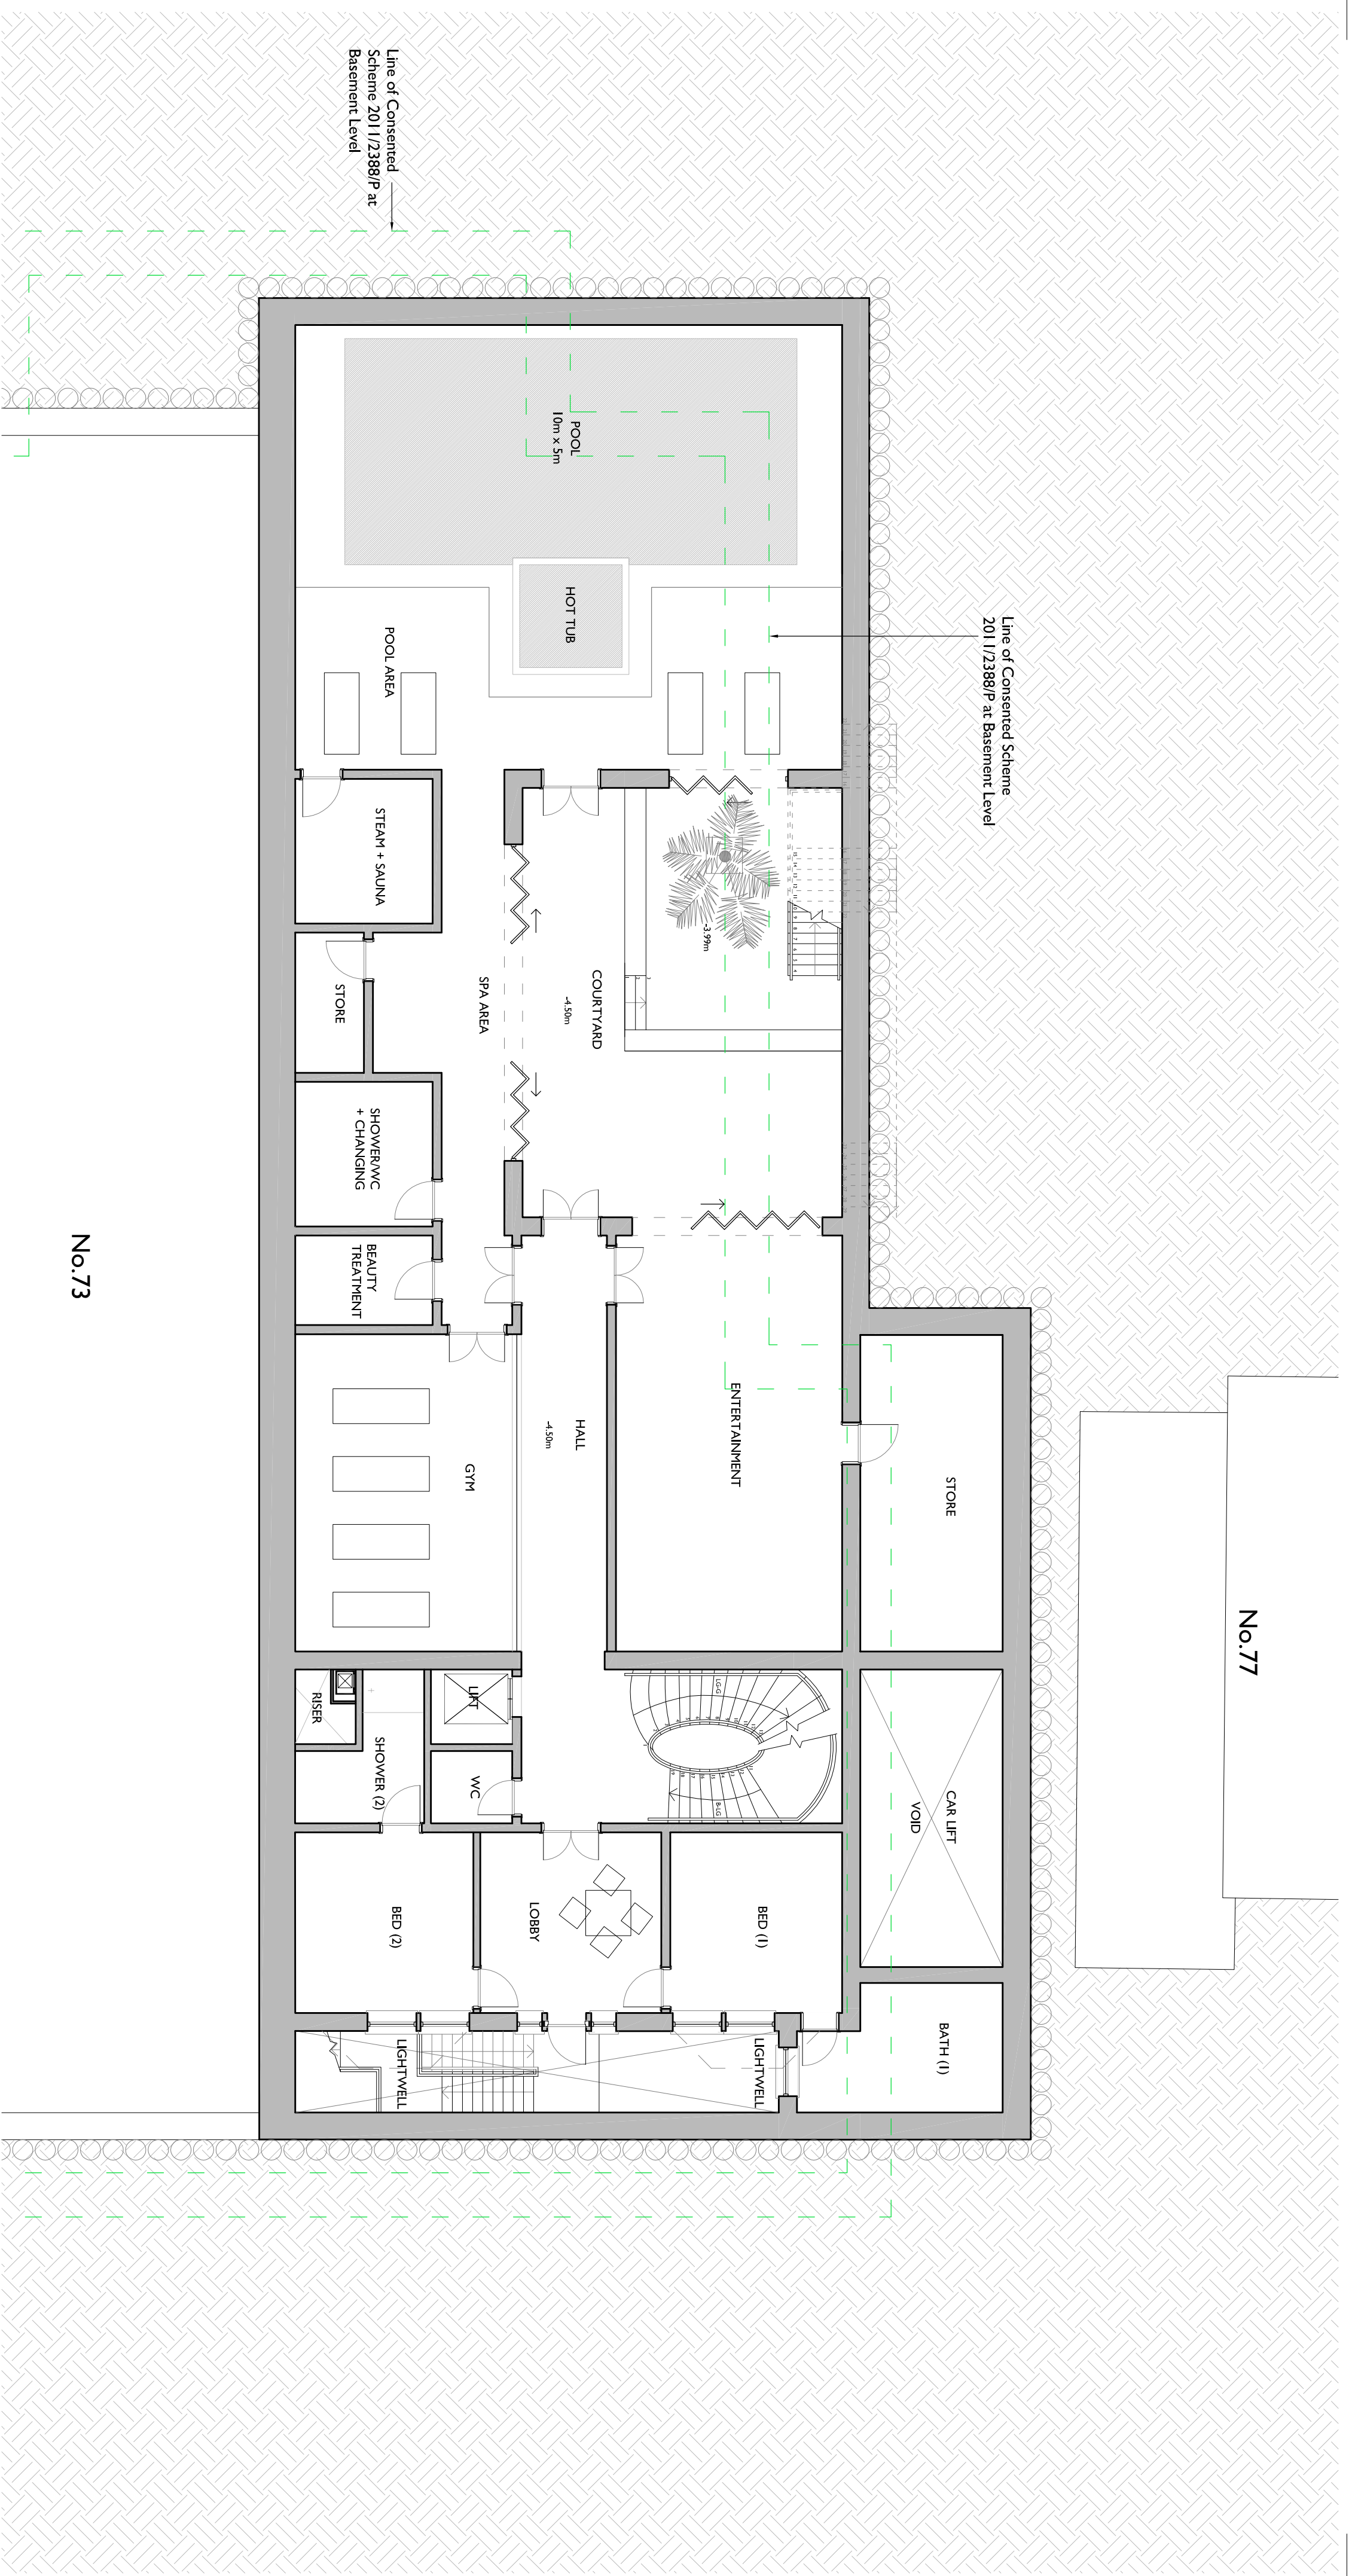 Line of Consented
Scheme 2011/2388/P at
Basement Level
Line of Consented Scheme
2011/2388/P at Basement Level
POOL
10m x 5m
HOT TUB
POOL AREA
STEAM + SAUNA
STORE
SPA AREA
COURTYARD
-4.50m
-3.99m
SHOWER/WC
+ CHANGING
BEAUTY
TREATMENT
HALL
-4.50m
GYM
ENTERTAINMENT
STORE
No.73
No.77
LIFT
RISER
SHOWER (2)
WC
LG-G
B-LG
CAR LIFT
VOID
BED (2)
LOBBY
BED (1)
BATH (1)
LIGHTWELL
LIGHTWELL